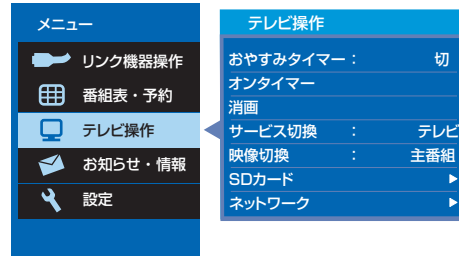 メニュー
リンク機器操作
番組表・予約
テレビ操作
お知らせ・情報
設定
テレビ操作
おやすみタイマー： 切
オンタイマー
消画
サービス切換 ： テレビ
映像切換 ： 主番組
SDカード
ネットワーク